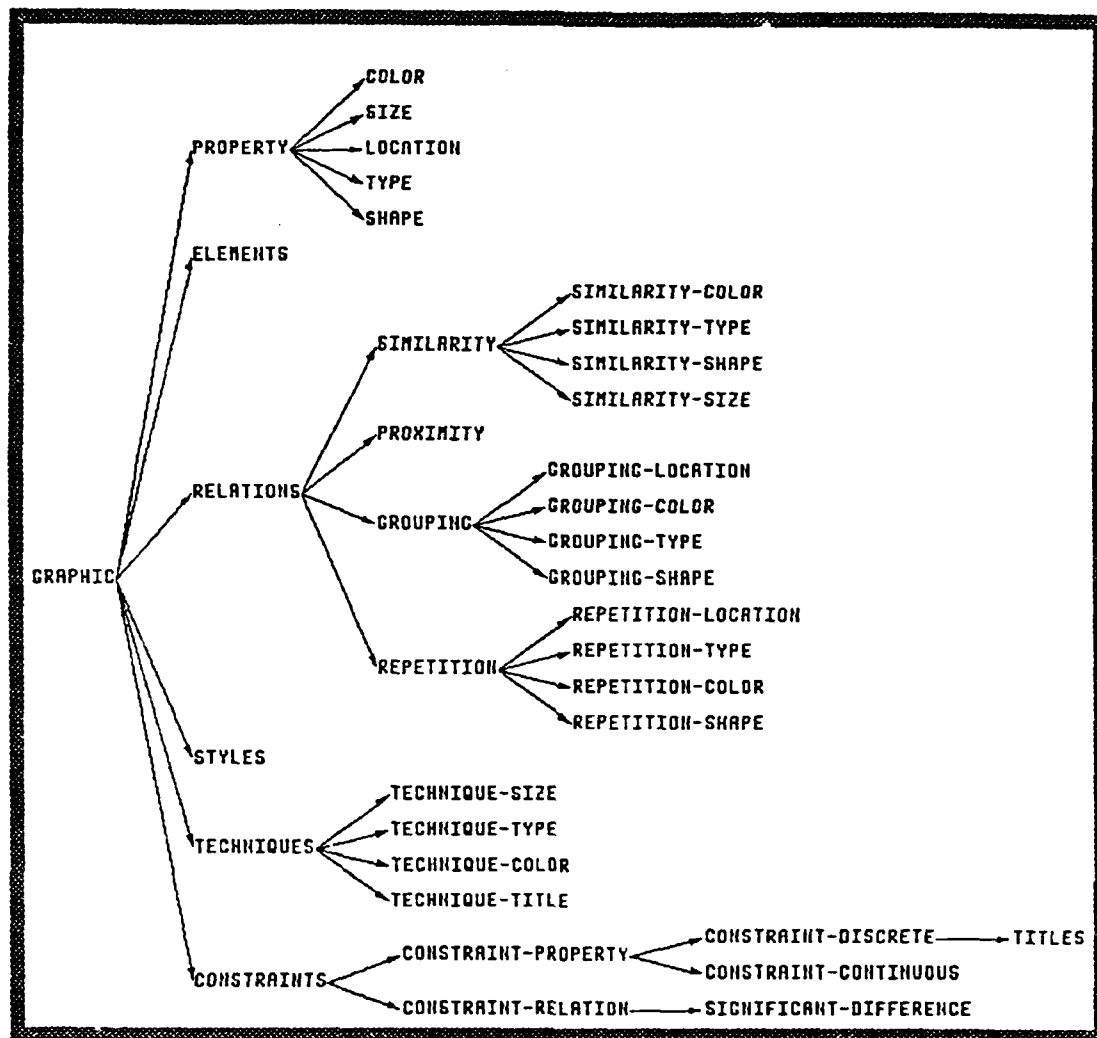 COLOR
SIZE
PROPERTY
LOCATION
TYPE
SHAPE
ELEMENTS
SIMILARITY-COLOR
SIMILARITY-TYPE
SIMILARITY
SIMILARITY-SHAPE
SIMILARITY-SIZE
PROXIMITY
GROUPING-LOCATION
RELATIONS
GROUPING-COLOR
GROUPING
GROUPING-TYPE
GRAPHIC
GROUPING-SHAPE
REPETITION-LOCATION
REPETITION-TYPE
REPETITION
REPETITION-COLOR
REPETITION-SHAPE
STYLES
TECHNIQUE-SIZE
TECHNIQUE-TYPE
TECHNIQUES
TECHNIQUE-COLOR
TECHNIQUE-TITLE
CONSTRAINT-DISCRETE
TITLES
CONSTRAINT-PROPERTY
CONSTRAINT-CONTINUOUS
CONSTRAINTS
CONSTRAINT-RELATION
SIGNIFICANT-DIFFERENCE